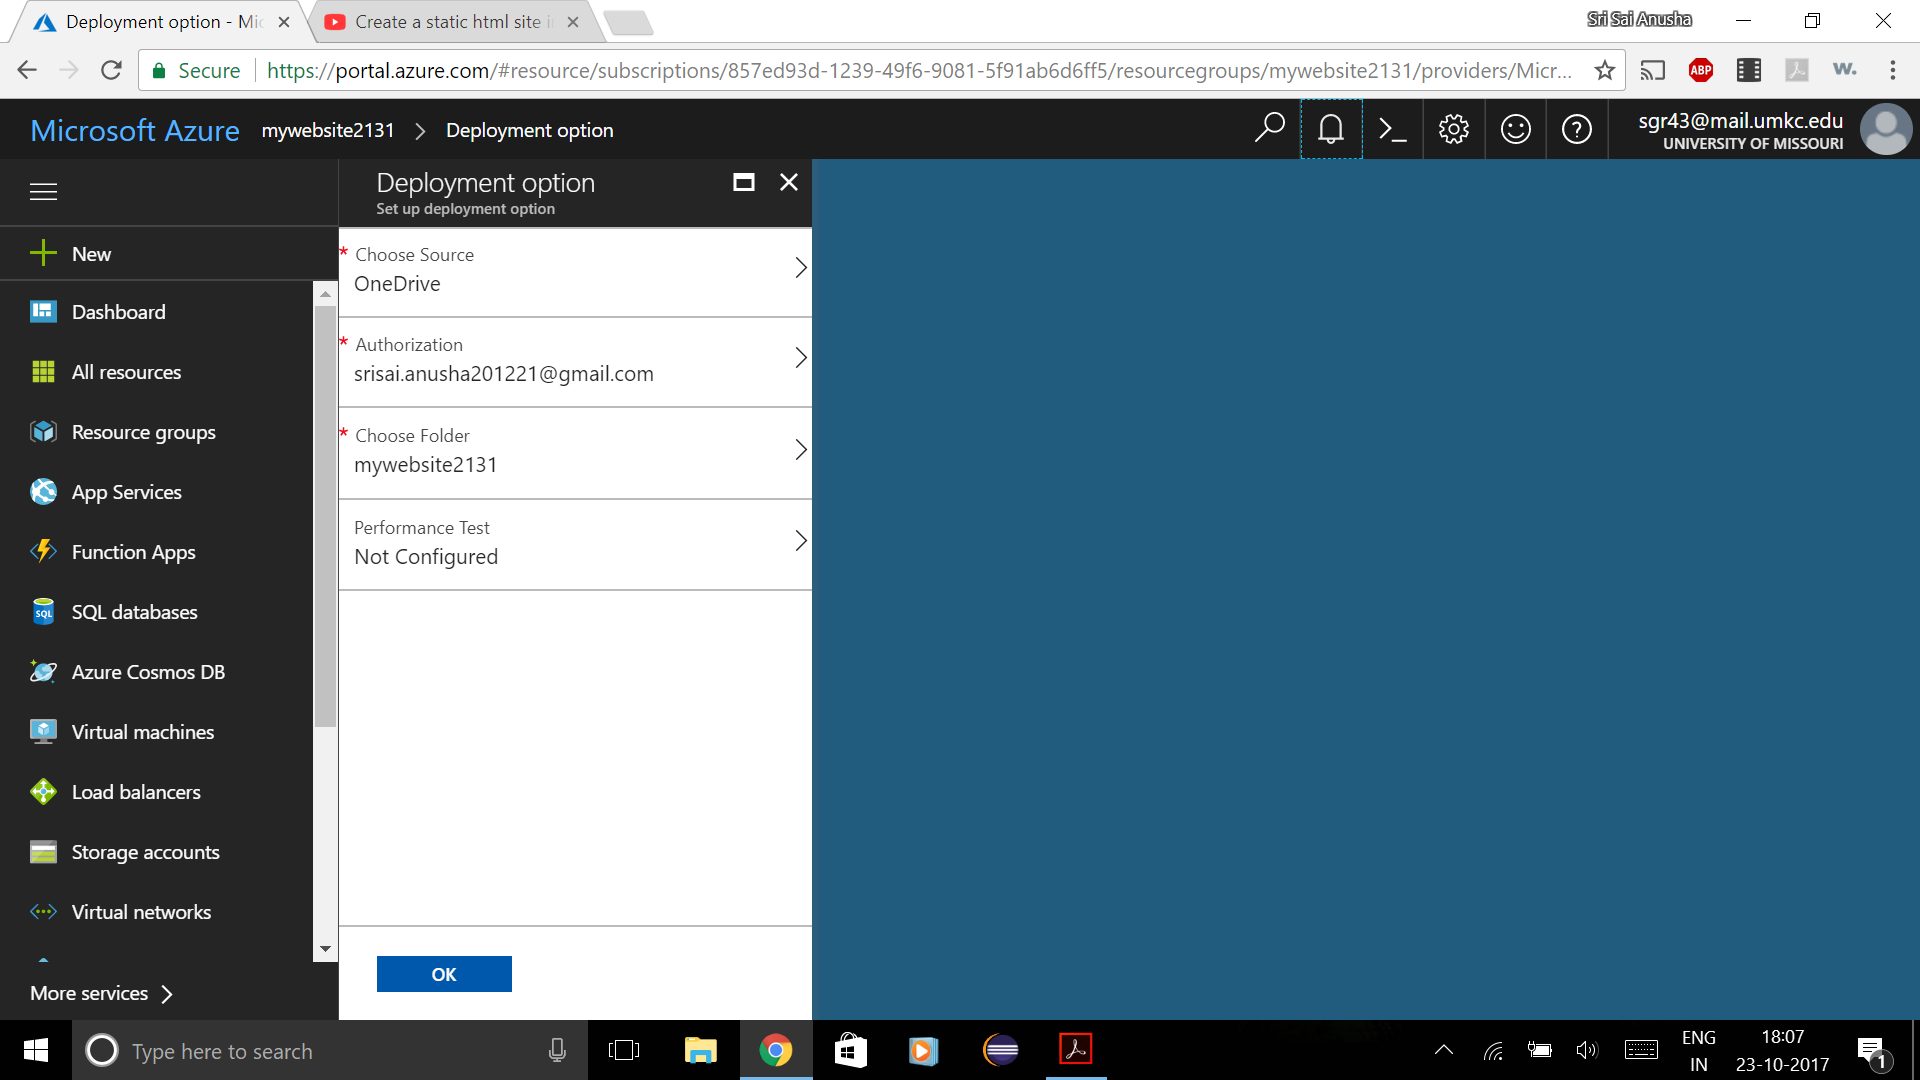 Deployment option - Mic
Create a static html site i
Sri Sai Anusha
Secure
https://portal.azure.com/#resource/subscriptions/857ed93d-1239-49f6-9081-5f91ab6d6ff5/resourcegroups/mywebsite2131/providers/Micr...
ABP
w.
Microsoft Azure
mywebsite2131
Deployment option
sgr43@mail.umkc.edu
UNIVERSITY OF MISSOURI
Deployment option
Set up deployment option
New
Dashboard
All resources
Resource groups
App Services
Function Apps
SQL
SQL databases
Azure Cosmos DB
Virtual machines
Load balancers
Storage accounts
Virtual networks
More services
* Choose Source
OneDrive
* Authorization
srisai.anusha201221@gmail.com
* Choose Folder
mywebsite2131
Performance Test
Not Configured
OK
Type here to search
ENG
IN
18:07
23-10-2017
1